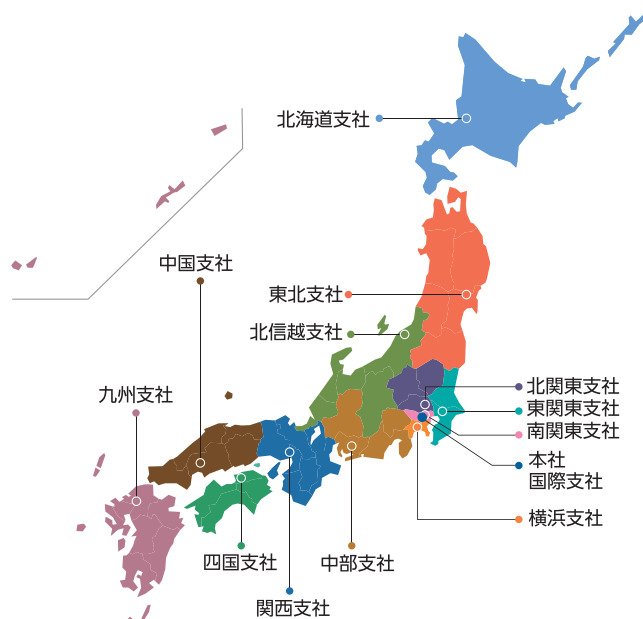 北海道支社
中国支社
東北支社
北信越支社
九州支社
北関東支社
東関東支社
南関東支社
本社
国際支社
横浜支社
四国支社
中部支社
関西支社